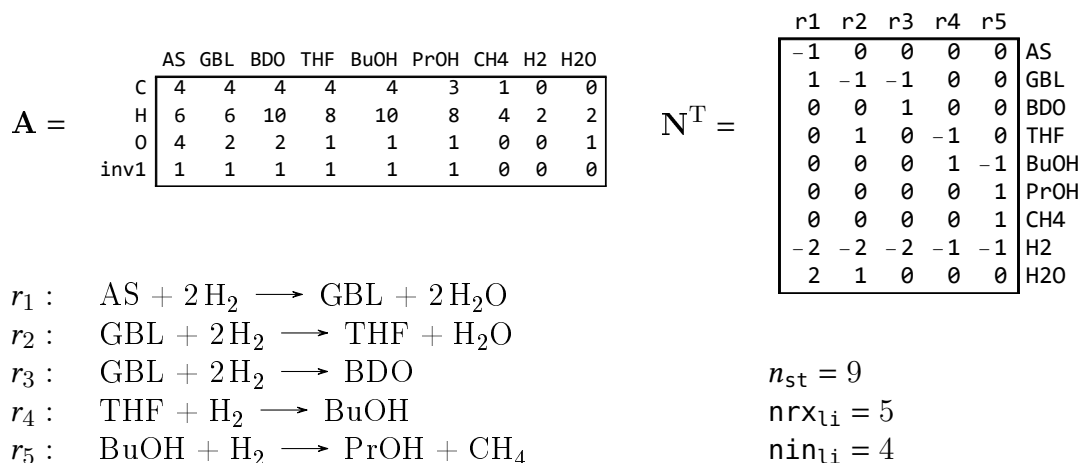 AS GBL BDO THF BuOH PrOH CH4 H2 H2O
A =
C 4 4 4 4 4 3 1 0 0
H 6 6 10 8 10 8 4 2 2
O 4 2 2 1 1 1 0 0 1
inv1 1 1 1 1 1 1 0 0 0
r1 r2 r3 r4 r5
Nᵀ =
−1 0 0 0 0 AS
1 −1 −1 0 0 GBL
0 0 1 0 0 BDO
0 1 0 −1 0 THF
0 0 0 1 −1 BuOH
0 0 0 0 1 PrOH
0 0 0 0 1 CH4
−2 −2 −2 −1 −1 H2
2 1 0 0 0 H2O
r₁ : AS + 2 H₂ ⟶ GBL + 2 H₂O
r₂ : GBL + 2 H₂ ⟶ THF + H₂O
r₃ : GBL + 2 H₂ ⟶ BDO
r₄ : THF + H₂ ⟶ BuOH
r₅ : BuOH + H₂ ⟶ PrOH + CH₄
n_st = 9
nrx_li = 5
nin_li = 4